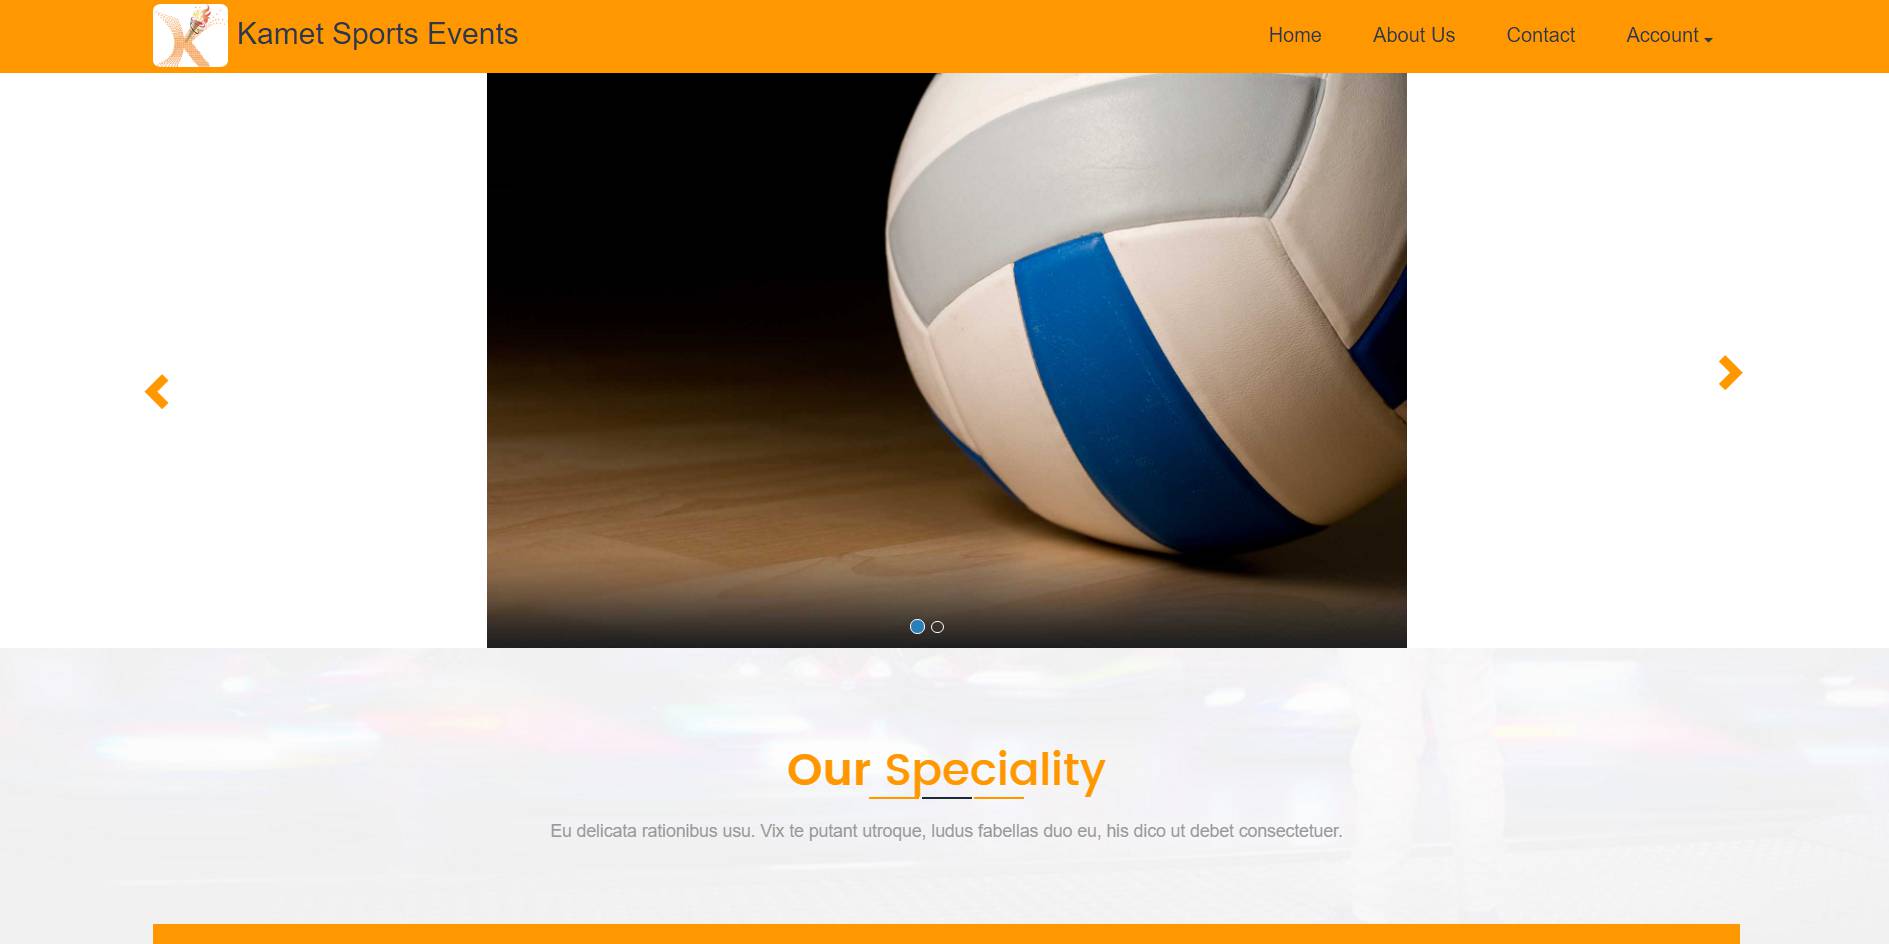 Kamet Sports Events
Home
About Us
Contact
Account
Our Speciality
Eu delicata rationibus usu. Vix te putant utroque, ludus fabellas duo eu, his dico ut debet consectetuer.